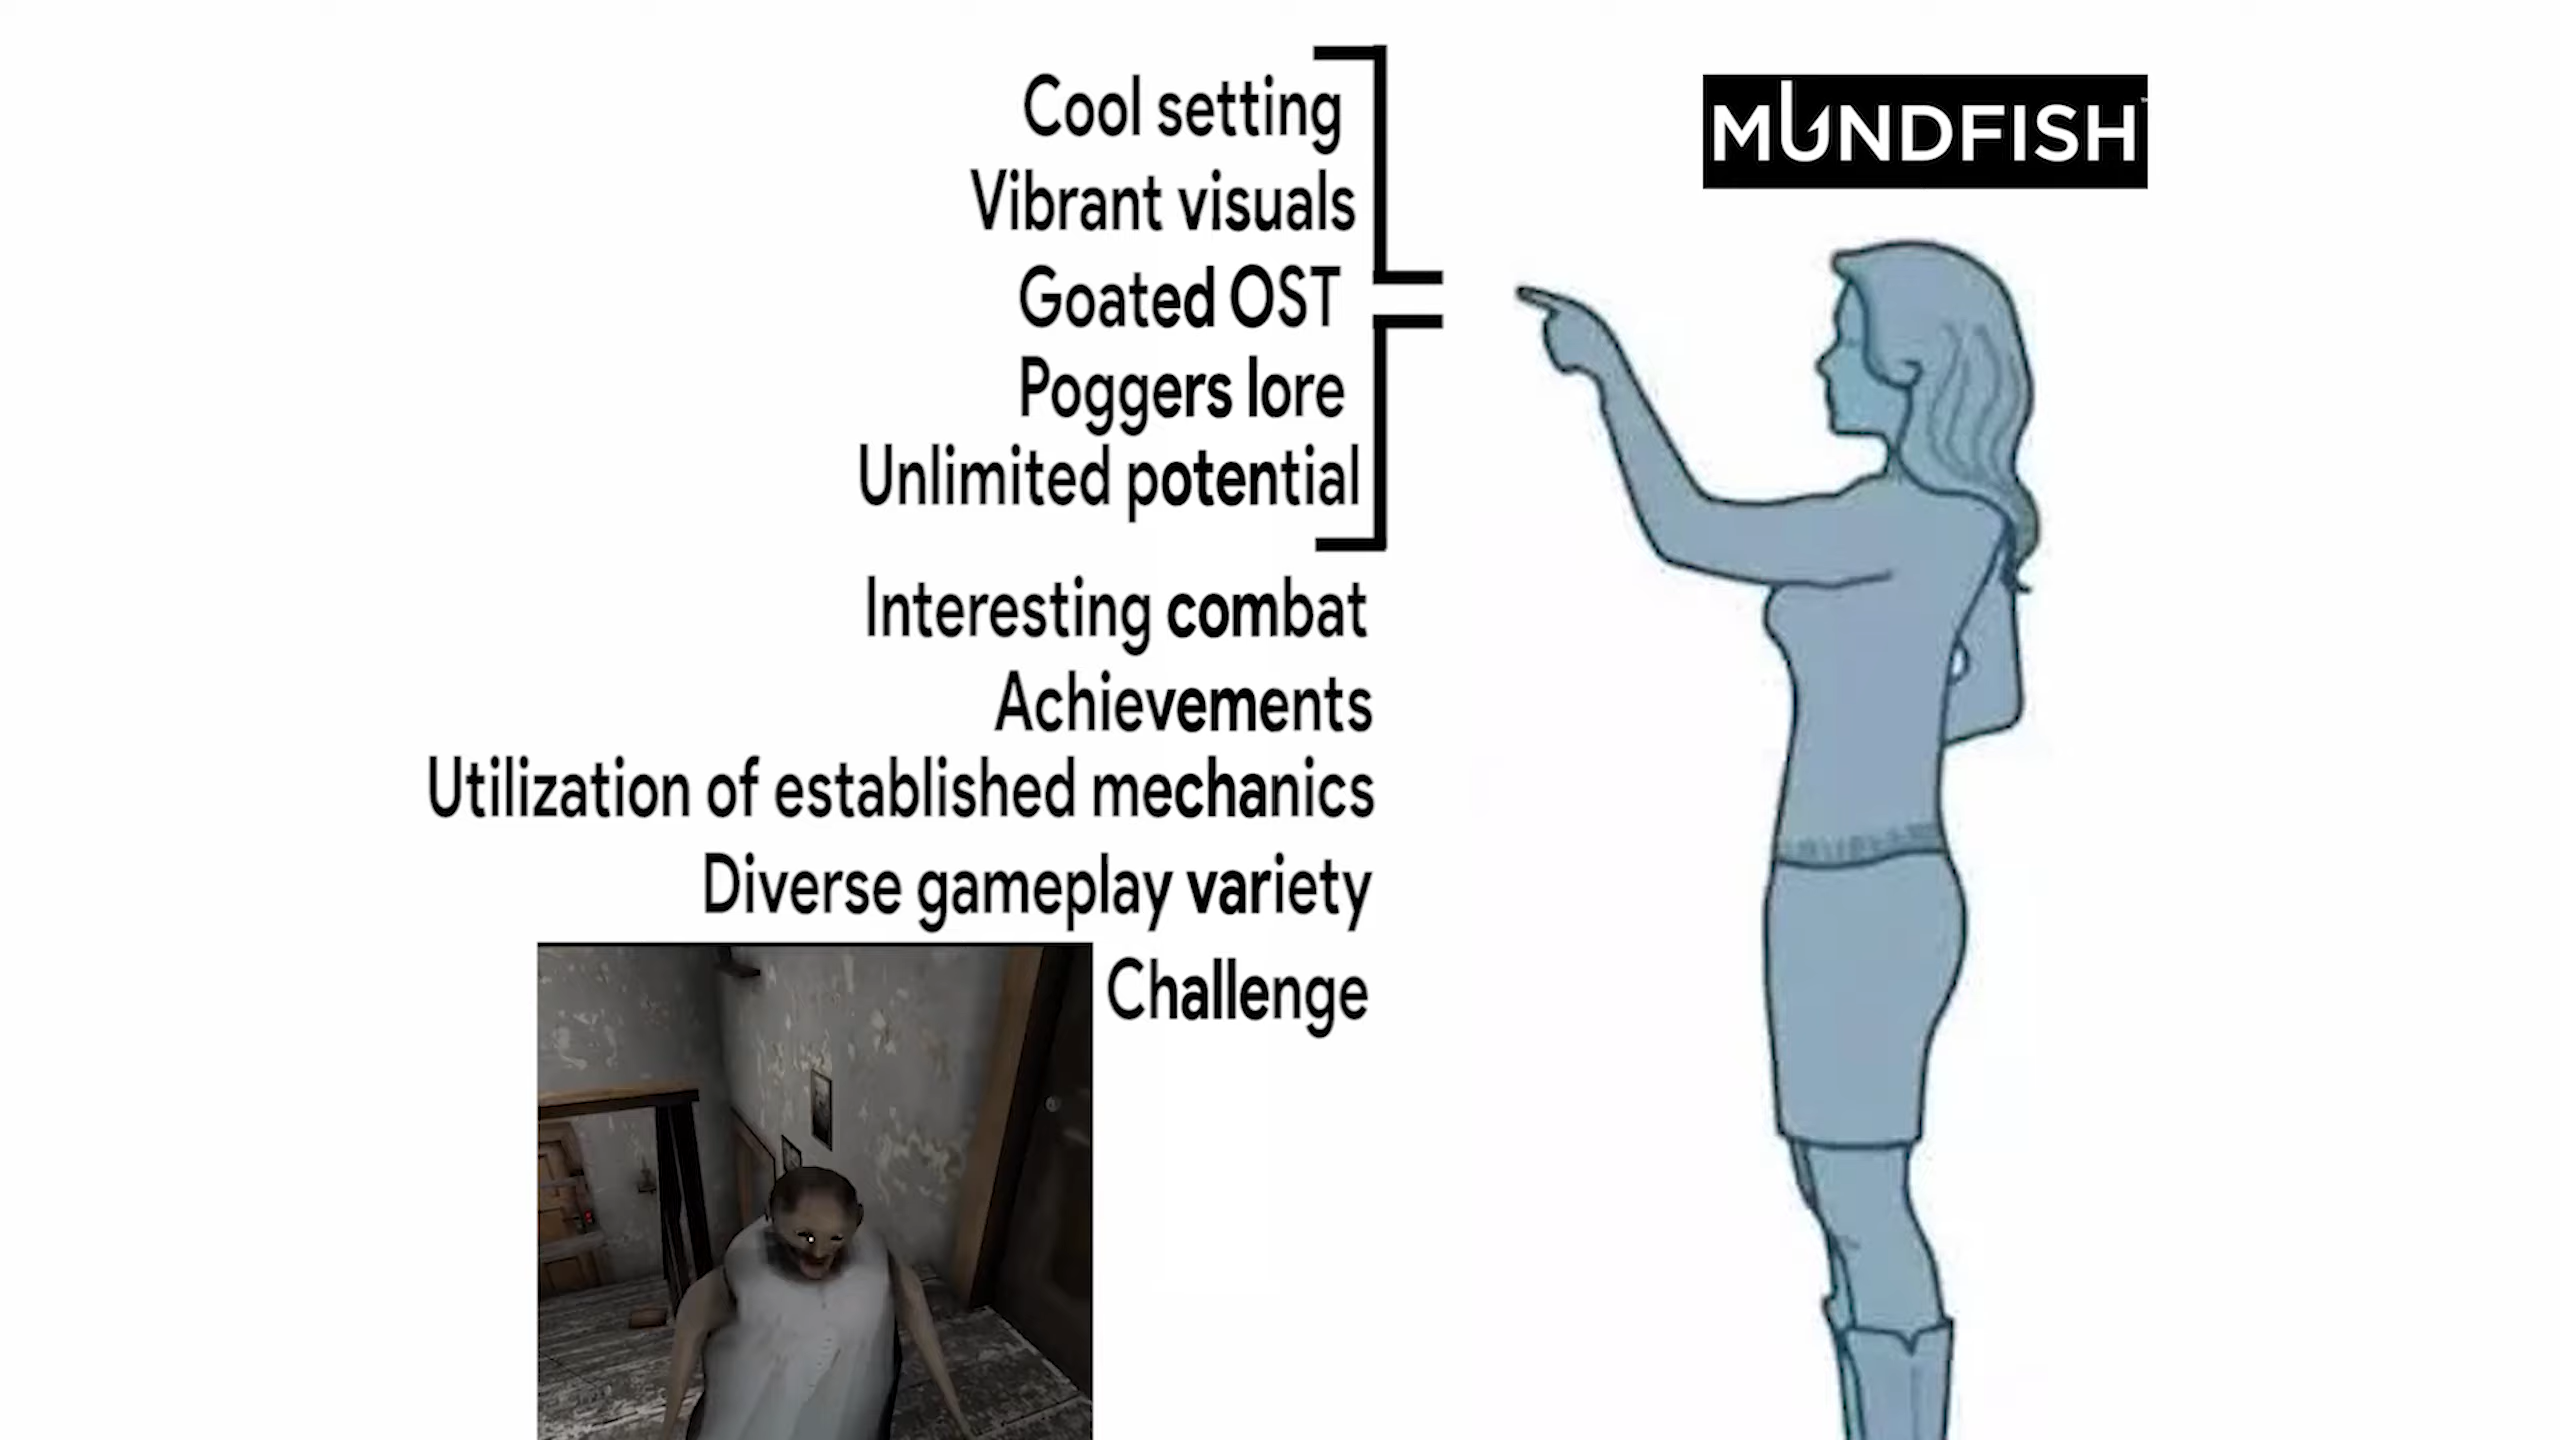 Cool setting
MUNDFISH
Vibrant visuals
Goated OST
Poggers lore
Unlimited potential
Interesting combat
Achievements
Utilization of established mechanics
Diverse gameplay variety
Challenge